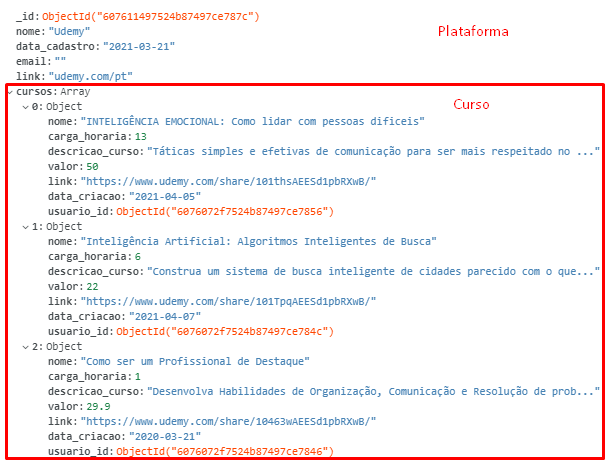 _id: ObjectId("607611497524b87497ce787c")
nome: "Udemy"
Plataforma
data_cadastro: "2021-03-21"
email: ""
link: "udemy.com/pt"
cursos: Array
Curso
0: Object
nome: "INTELIGÊNCIA EMOCIONAL: Como lidar com pessoas dificeis"
carga_horaria: 13
descricao_curso: "Táticas simples e efetivas de comunicação para ser mais respeitado no ..."
valor: 50
link: "https://www.udemy.com/share/101thsAEESd1pbRXwB/"
data_criacao: "2021-04-05"
usuario_id: ObjectId("6076072f7524b87497ce7856")
1: Object
nome: "Inteligência Artificial: Algoritmos Inteligentes de Busca"
carga_horaria: 6
descricao_curso: "Construa um sistema de busca inteligente de cidades parecido com o que..."
valor: 22
link: "https://www.udemy.com/share/101TpqAEESd1pbRXwB/"
data_criacao: "2021-04-07"
usuario_id: ObjectId("6076072f7524b87497ce784c")
2: Object
nome: "Como ser um Profissional de Destaque"
carga_horaria: 1
descricao_curso: "Desenvolva Habilidades de Organização, Comunicação e Resolução de prob..."
valor: 29.9
link: "https://www.udemy.com/share/10463wAEESd1pbRXwB/"
data_criacao: "2020-03-21"
usuario_id: ObjectId("6076072f7524b87497ce7846")